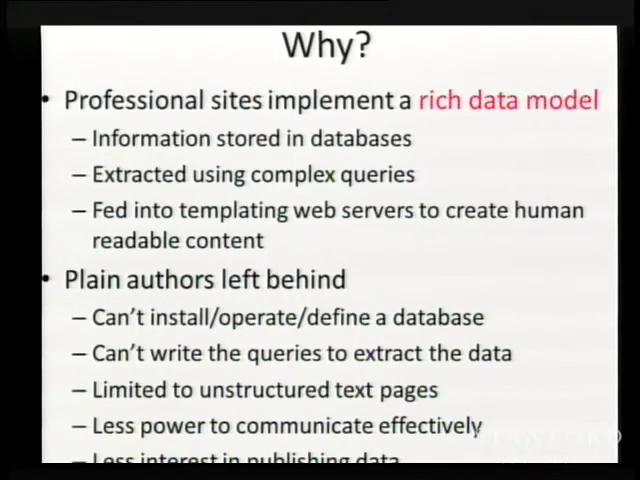 Why?
• Professional sites implement a rich data model
– Information stored in databases
– Extracted using complex queries
– Fed into templating web servers to create human
readable content
• Plain authors left behind
– Can't install/operate/define a database
– Can't write the queries to extract the data
– Limited to unstructured text pages
– Less power to communicate effectively
– Less interest in publishing data